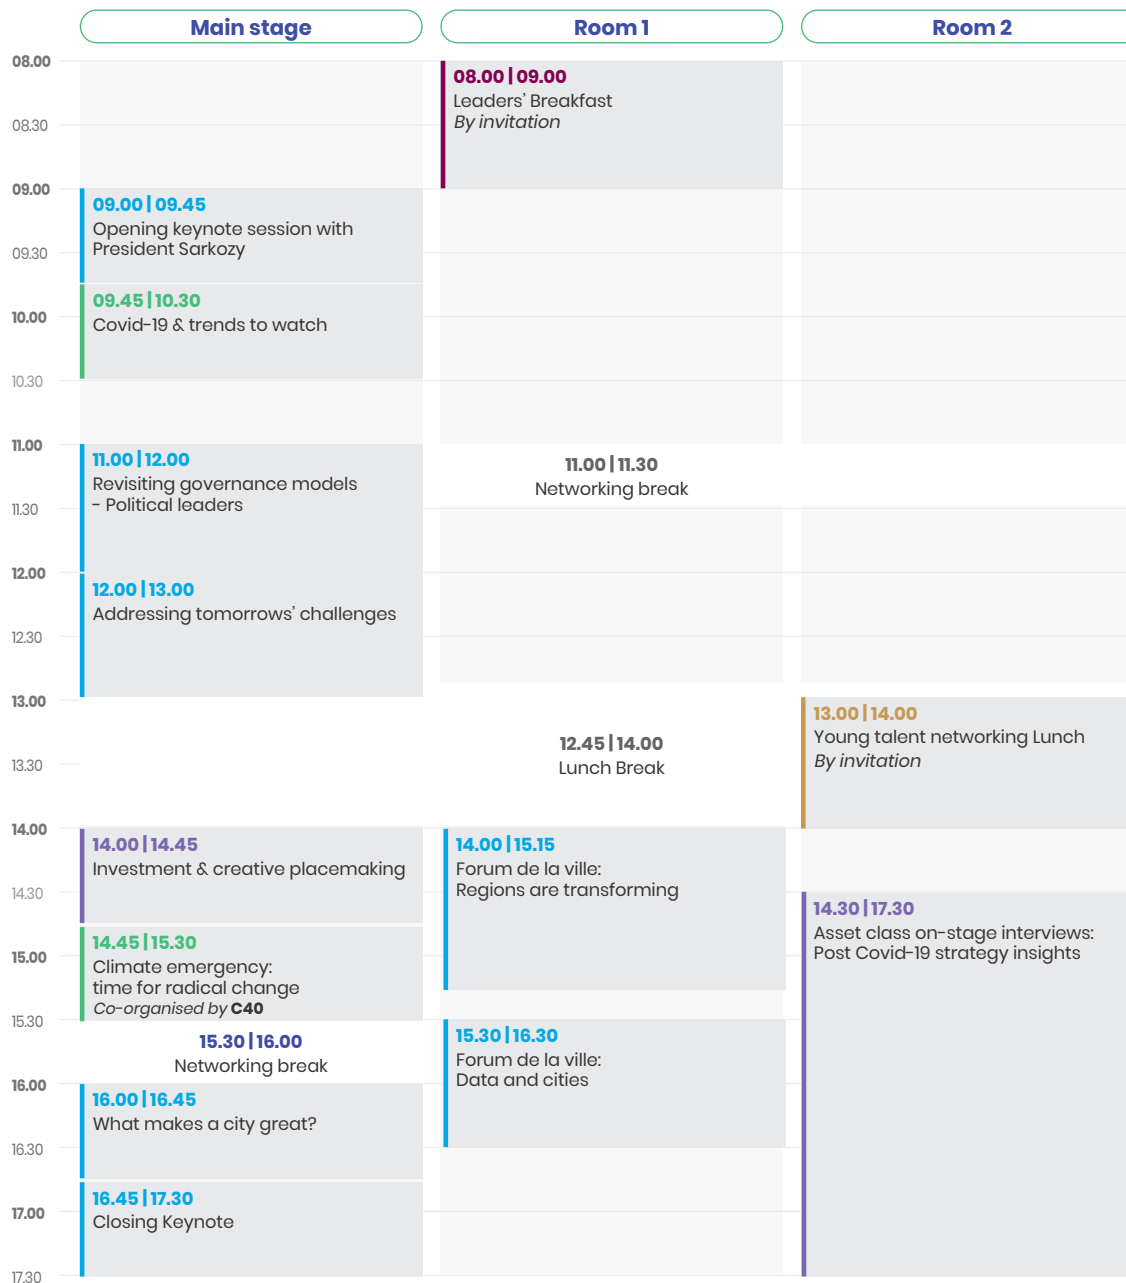 Main stage
Room 1
Room 2
08.00
08.30
09.00
09.30
10.00
10.30
11.00
11.30
12.00
12.30
13.00
13.30
14.00
14.30
15.00
15.30
16.00
16.30
17.00
17.30
09.00 | 09.45
Opening keynote session with
President Sarkozy
09.45 | 10.30
Covid-19 & trends to watch
11.00 | 12.00
Revisiting governance models
- Political leaders
12.00 | 13.00
Addressing tomorrows’ challenges
14.00 | 14.45
Investment & creative placemaking
14.45 | 15.30
Climate emergency:
time for radical change
Co-organised by C40
15.30 | 16.00
Networking break
16.00 | 16.45
What makes a city great?
16.45 | 17.30
Closing Keynote
08.00 | 09.00
Leaders’ Breakfast
By invitation
11.00 | 11.30
Networking break
12.45 | 14.00
Lunch Break
14.00 | 15.15
Forum de la ville:
Regions are transforming
15.30 | 16.30
Forum de la ville:
Data and cities
13.00 | 14.00
Young talent networking Lunch
By invitation
14.30 | 17.30
Asset class on-stage interviews:
Post Covid-19 strategy insights